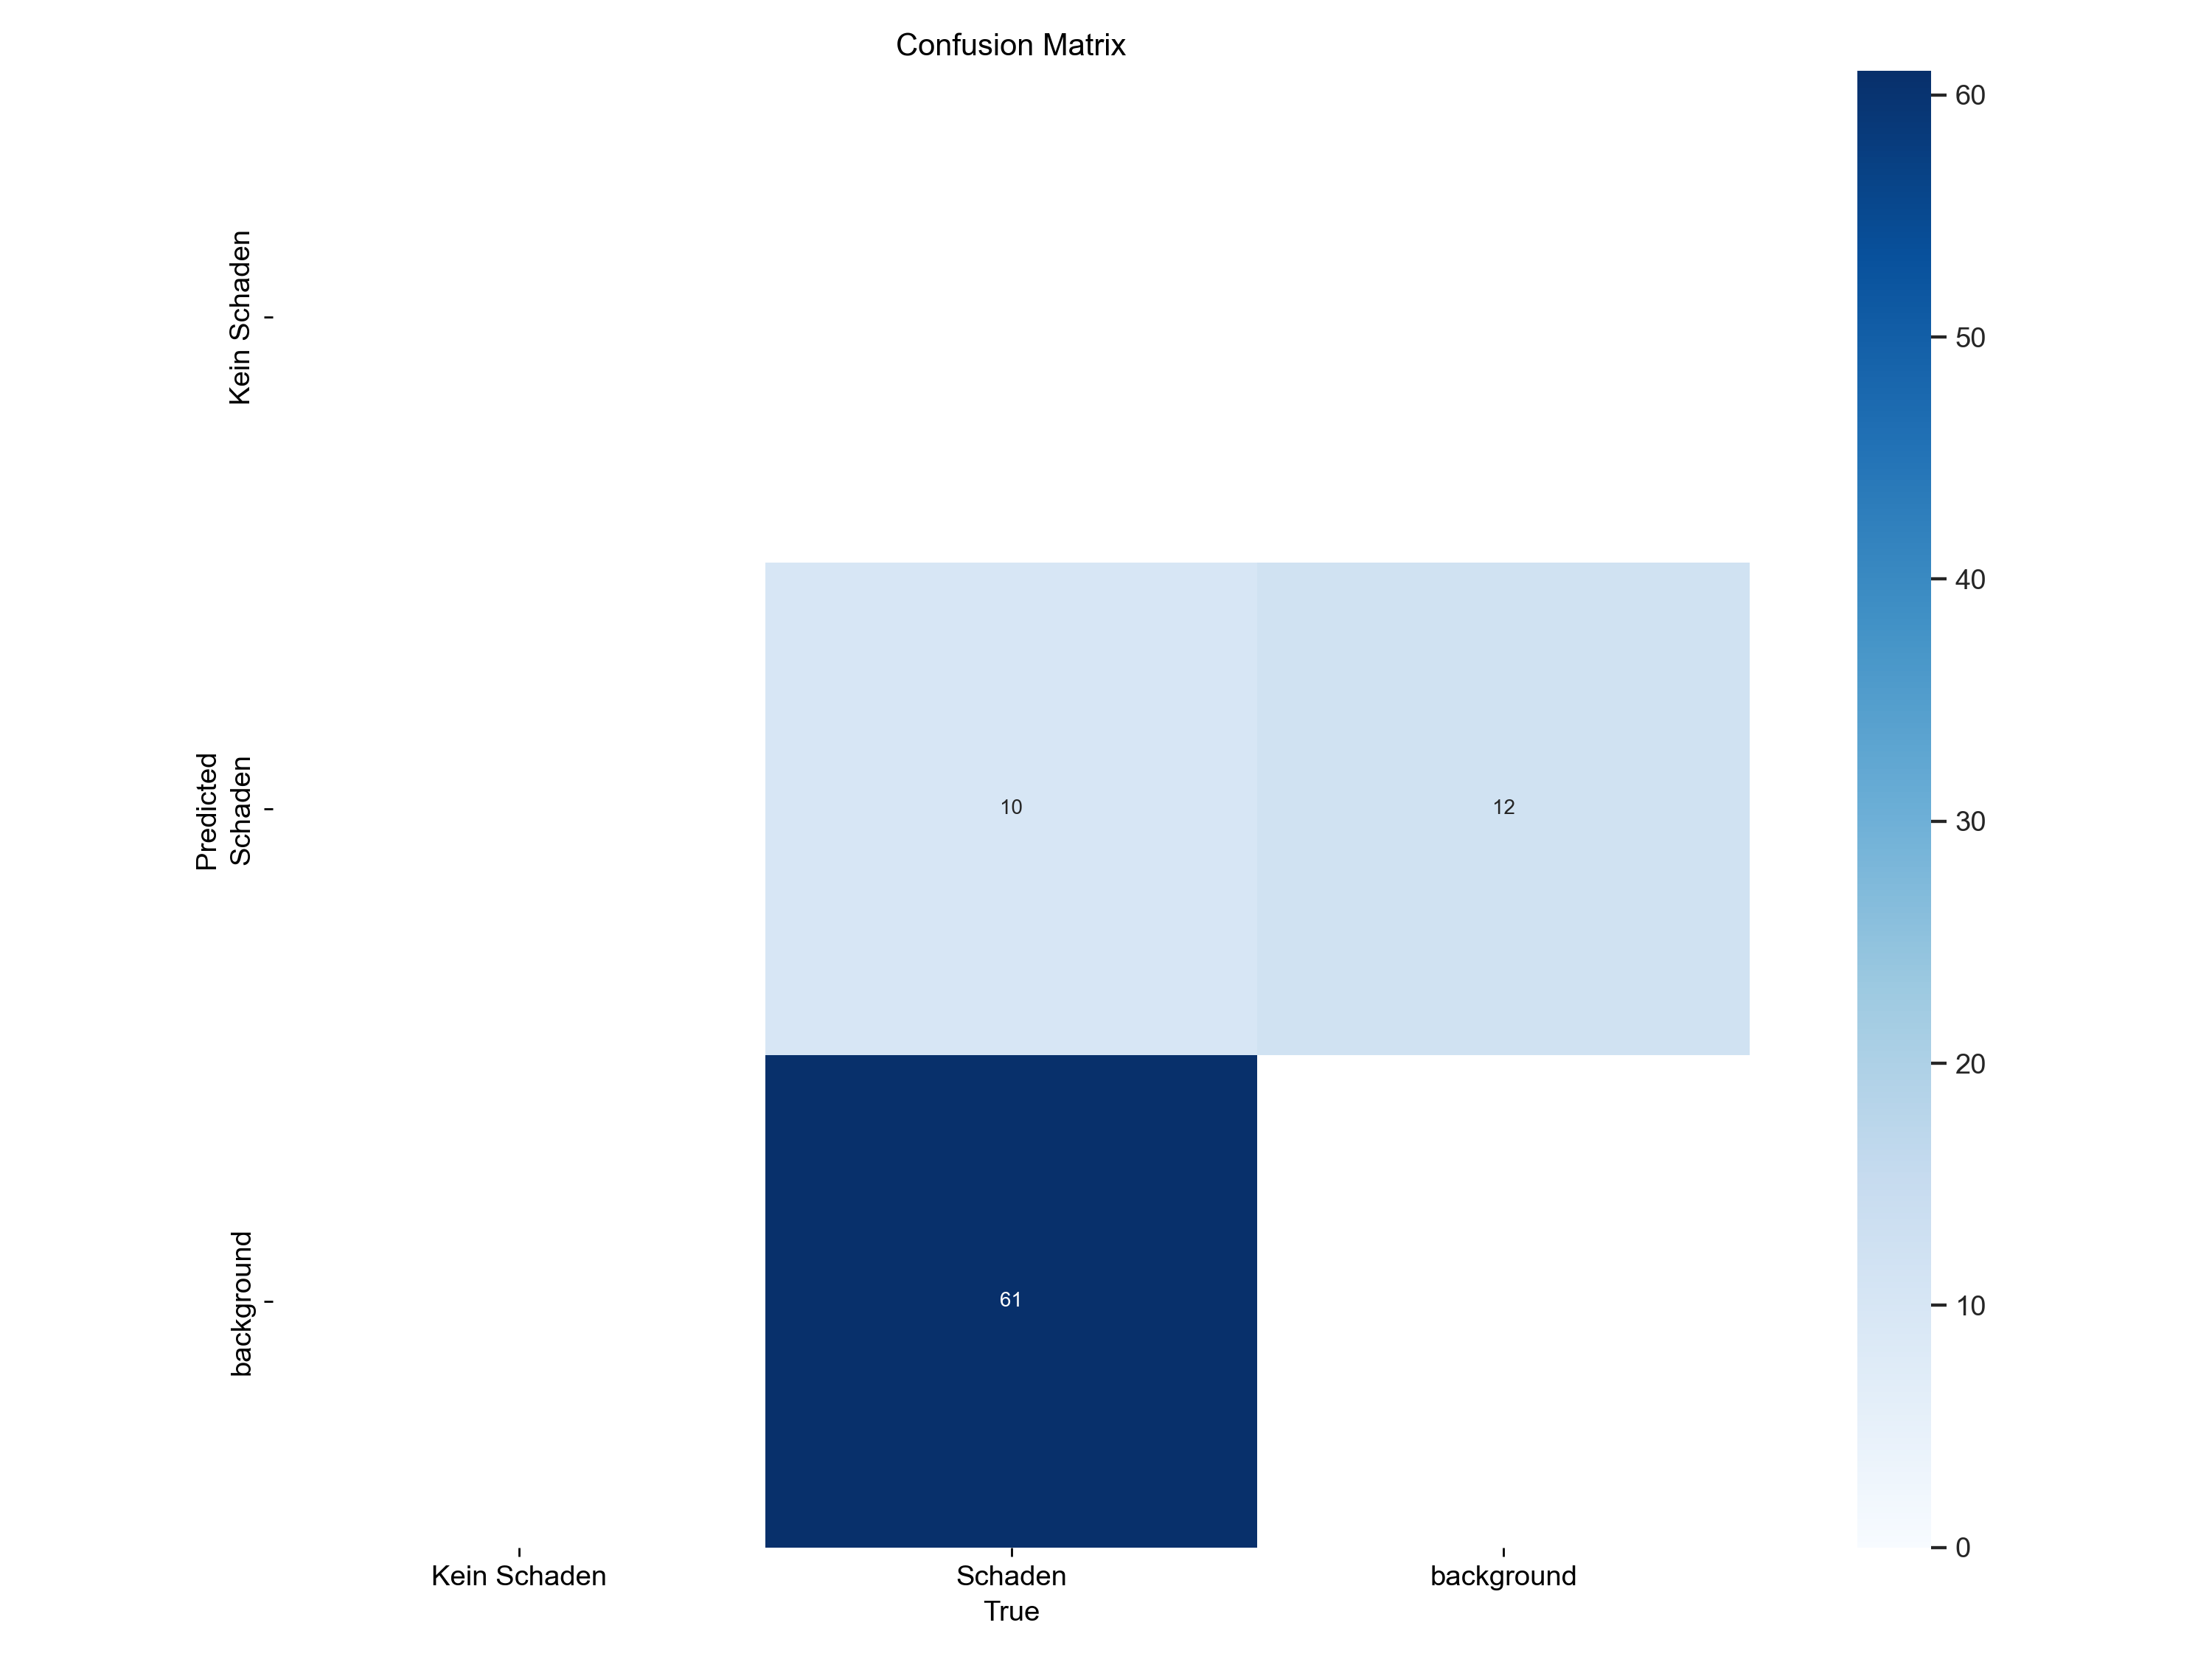 Confusion Matrix
60
50
40
30
20
10
0
Predicted
Kein Schaden
Schaden
background
10
12
61
Kein Schaden
Schaden
background
True